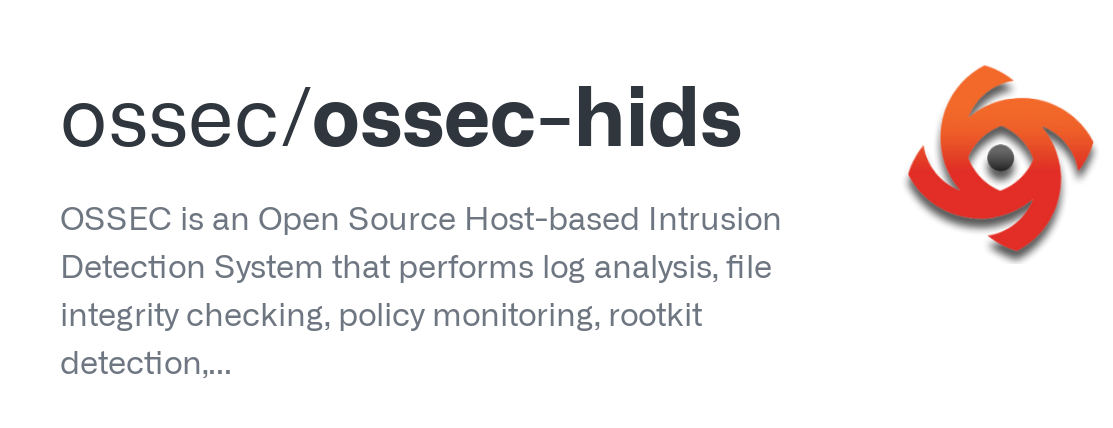 ossec/ossec-hids
OSSEC is an Open Source Host-based Intrusion
Detection System that performs log analysis, file
integrity checking, policy monitoring, rootkit
detection,...